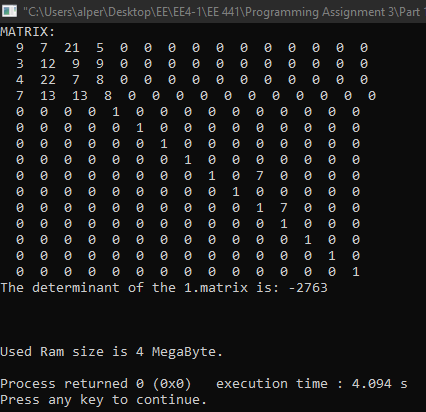 "C:\Users\alper\Desktop\EE\EE4-1\EE 441\Programming Assignment 3\Part
MATRIX:
9 7 21 5 0 0 0 0 0 0 0 0 0 0 0
3 12 9 9 0 0 0 0 0 0 0 0 0 0 0
4 22 7 8 0 0 0 0 0 0 0 0 0 0 0
7 13 13 8 0 0 0 0 0 0 0 0 0 0 0
0 0 0 0 1 0 0 0 0 0 0 0 0 0 0
0 0 0 0 0 1 0 0 0 0 0 0 0 0 0
0 0 0 0 0 0 1 0 0 0 0 0 0 0 0
0 0 0 0 0 0 0 1 0 0 0 0 0 0 0
0 0 0 0 0 0 0 0 1 0 7 0 0 0 0
0 0 0 0 0 0 0 0 0 1 0 0 0 0 0
0 0 0 0 0 0 0 0 0 0 1 7 0 0 0
0 0 0 0 0 0 0 0 0 0 0 1 0 0 0
0 0 0 0 0 0 0 0 0 0 0 0 1 0 0
0 0 0 0 0 0 0 0 0 0 0 0 0 1 0
0 0 0 0 0 0 0 0 0 0 0 0 0 0 1
The determinant of the 1.matrix is: -2763
Used Ram size is 4 MegaByte.
Process returned 0 (0x0)   execution time : 4.094 s
Press any key to continue.